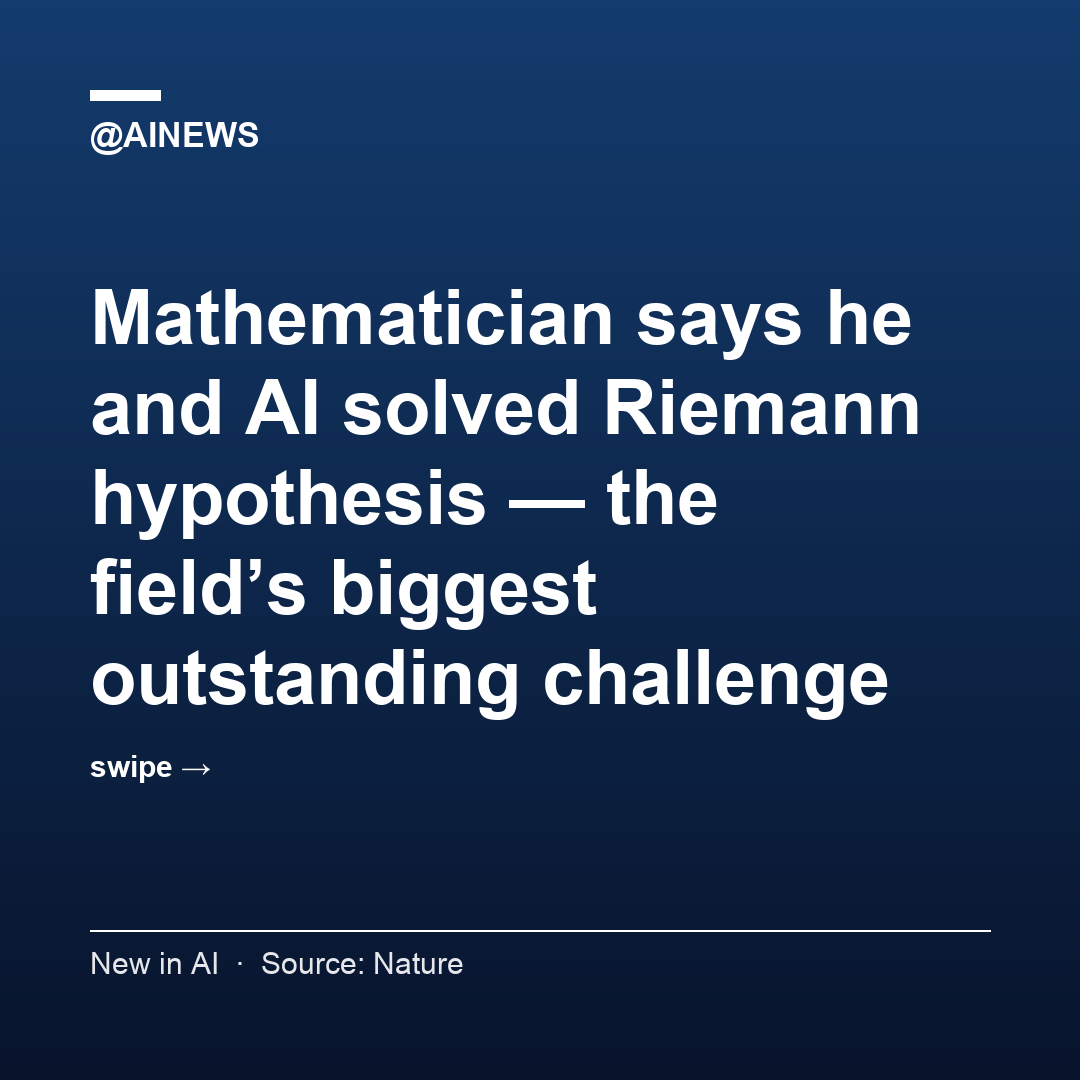 @AINEWS
Mathematician says he
and AI solved Riemann
hypothesis — the
field’s biggest
outstanding challenge
swipe →
New in AI · Source: Nature